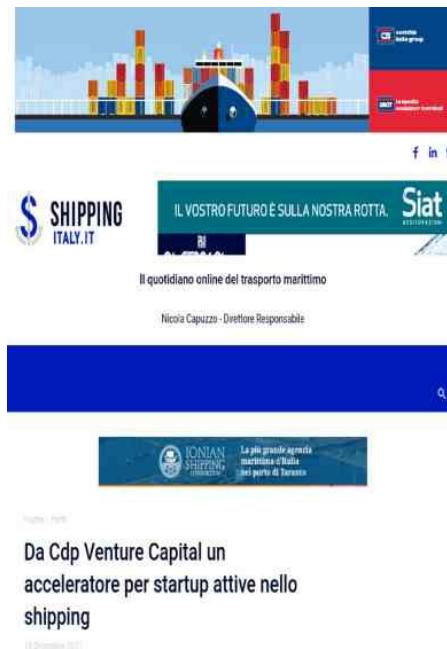 f in
SHIPPING
ITALY.IT
IL VOSTRO FUTURO È SULLA NOSTRA ROTTA.
Siat
Il quotidiano online del trasporto marittimo
Nicola Capuzzo - Direttore Responsabile
IONIAN
SHIPPING
La più grande agenzia
marittima d'Italia
nel porto di Taranto
Da Cdp Venture Capital un
acceleratore per startup attive nello
shipping